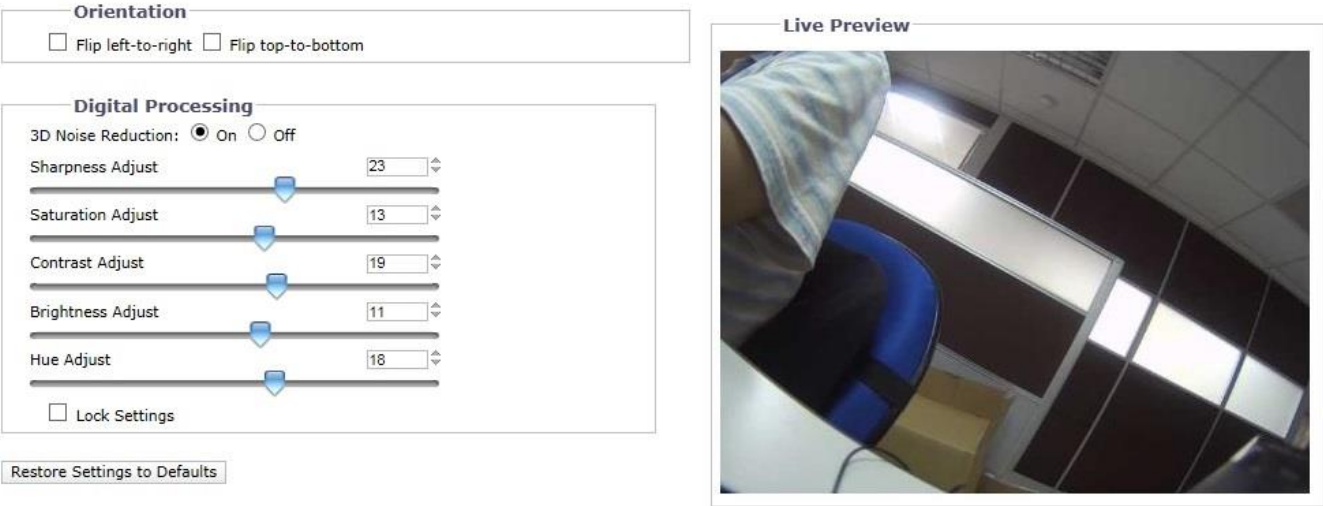 Orientation
Flip left-to-right Flip top-to-bottom
Digital Processing
3D Noise Reduction: On Off
Sharpness Adjust 23
Saturation Adjust 13
Contrast Adjust 19
Brightness Adjust 11
Hue Adjust 18
Lock Settings
Restore Settings to Defaults
Live Preview